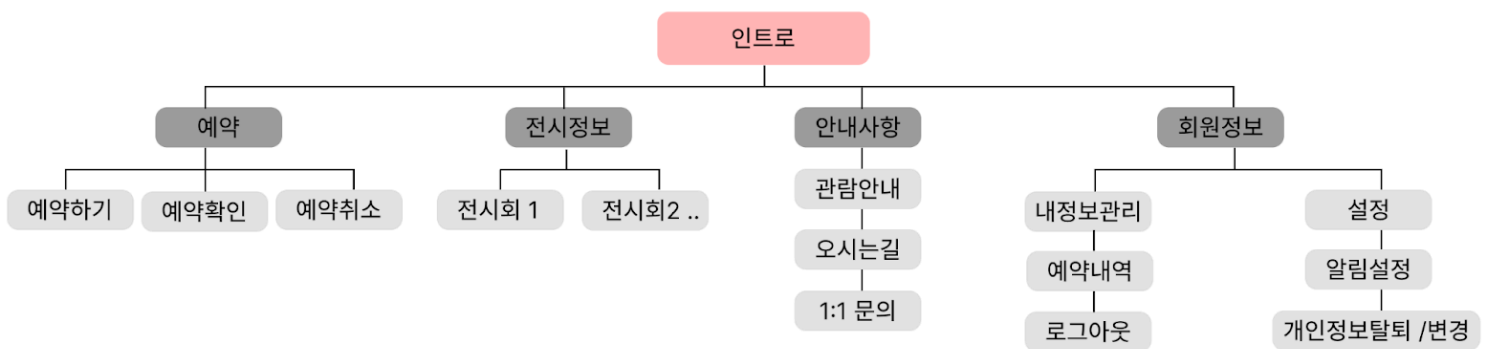 인트로
예약
전시정보
안내사항
회원정보
예약하기
예약확인
예약취소
전시회 1
전시회2 ..
관람안내
오시는길
1:1 문의
내정보관리
예약내역
로그아웃
설정
알림설정
개인정보탈퇴 /변경